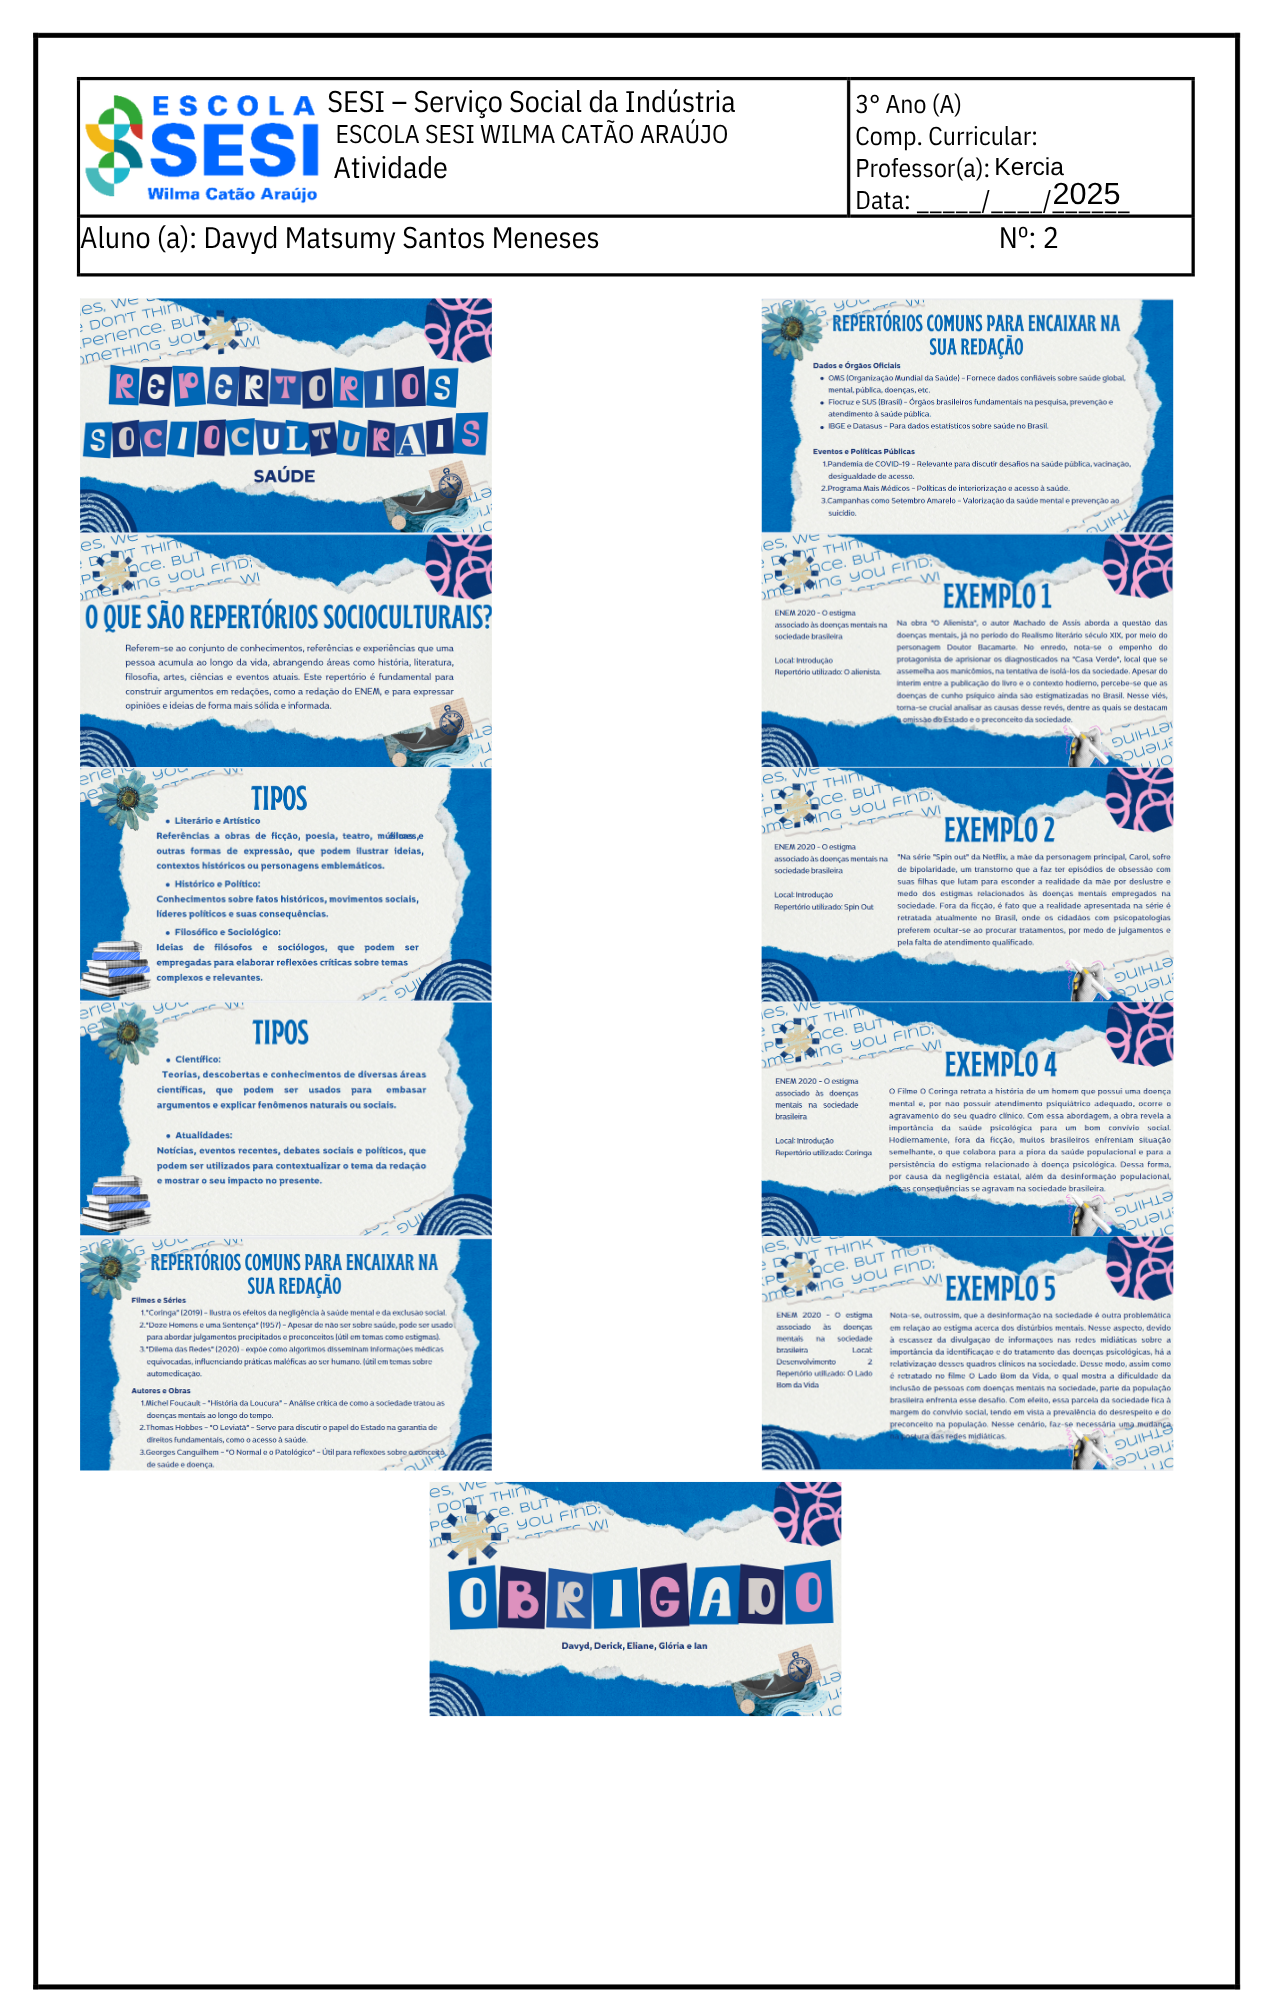 ESCOLA
SESI
Wilma Catão Araújo
SESI – Serviço Social da Indústria
ESCOLA SESI WILMA CATÃO ARAÚJO
Atividade
3° Ano (A)
Comp. Curricular:
Professor(a): Kercia
Data: _____/____/2025
Aluno (a): Davyd Matsumy Santos Meneses Nº: 2
REPERTORIOS
SOCIOCULTURAIS
SAÚDE
O QUE SÃO REPERTÓRIOS SOCIOCULTURAIS?
Referem-se ao conjunto de conhecimentos, referências e experiências que uma
pessoa acumula ao longo da vida, abrangendo áreas como história, literatura,
filosofia, artes, ciências e eventos atuais. Este repertório é fundamental para
construir argumentos em redações, como a redação do ENEM, e para expressar
opiniões e ideias de forma mais sólida e informada.
TIPOS
• Literário e Artístico
Referências a obras de ficção, poesia, teatro,
outras formas de expressão, que podem ilustrar ideias,
contextos históricos ou personagens emblemáticos.
• Histórico e Político:
Conhecimentos sobre fatos históricos, movimentos sociais,
líderes políticos e suas consequências.
• Filosófico e Sociológico:
Ideias de filósofos e sociólogos, que podem ser
empregadas para elaborar reflexões críticas sobre temas
complexos e relevantes.
TIPOS
• Científico:
Teorias, descobertas e conhecimentos de diversas áreas
científicas, que podem ser usados para embasar
argumentos e explicar fenômenos naturais ou sociais.
• Atualidades:
Notícias, eventos recentes, debates sociais e políticos, que
podem ser utilizados para contextualizar o tema da redação
e mostrar o seu impacto no presente.
REPERTÓRIOS COMUNS PARA ENCAIXAR NA
SUA REDAÇÃO
Filmes e Séries
1."Coringa" (2019) – Ilustra os efeitos da negligência à saúde mental e da exclusão social.
2."Doze Homens e uma Sentença" (1957) – Apesar de não ser sobre saúde, pode ser usado
para abordar julgamentos precipitados e preconceitos (útil em temas como estigmas).
3."Dilema das Redes" (2020) - expõe como algoritmos disseminam informações médicas
equivocadas, influenciando práticas maléficas ao ser humano. (útil em temas sobre
automedicação.
Autores e Obras
1.Michel Foucault – "História da Loucura" – Análise crítica de como a sociedade tratou as
doenças mentais ao longo do tempo.
2.Thomas Hobbes – "O Leviatã" – Serve para discutir o papel do Estado na garantia de
direitos fundamentais, como o acesso à saúde.
3.Georges Canguilhem – "O Normal e o Patológico" – Útil para reflexões sobre o conceito
de saúde e doença.
REPERTÓRIOS COMUNS PARA ENCAIXAR NA
SUA REDAÇÃO
Dados e Órgãos Oficiais
• OMS (Organização Mundial da Saúde) – Fornece dados confiáveis sobre saúde global,
mental, pública, doenças, etc.
• Fiocruz e SUS (Brasil) – Órgãos brasileiros fundamentais na pesquisa, prevenção e
atendimento à saúde pública.
• IBGE e Datasus – Para dados estatísticos sobre saúde no Brasil.
Eventos e Políticas Públicas
1.Pandemia de COVID-19 – Relevante para discutir desafios na saúde pública, vacinação,
desigualdade de acesso.
2.Programa Mais Médicos – Políticas de interiorização e acesso à saúde.
3.Campanhas como Setembro Amarelo – Valorização da saúde mental e prevenção ao
suicídio.
EXEMPLO 1
ENEM 2020 – O estigma
associado às doenças mentais na
sociedade brasileira
Local: Introdução
Repertório utilizado: O alienista.
Na obra "O Alienista", o autor Machado de Assis aborda a questão das
doenças mentais, já no período do Realismo literário século XIX, por meio do
personagem Doutor Bacamarte. No enredo, nota-se o empenho do
protagonista de aprisionar os diagnosticados na "Casa Verde", local que se
assemelha aos manicômios, na tentativa de isolá-los da sociedade. Apesar do
ínterim entre a publicação do livro e o contexto hodierno, percebe-se que as
doenças de cunho psíquico ainda são estigmatizadas no Brasil. Nesse viés,
torna-se crucial analisar as causas desse revés, dentre as quais se destacam
a omissão do Estado e o preconceito da sociedade.
EXEMPLO 2
ENEM 2020 – O estigma
associado às doenças mentais na
sociedade brasileira
Local: Introdução
Repertório utilizado: Spin Out
"Na série "Spin out" da Netflix, a mãe da personagem principal, Carol, sofre
de bipolaridade, um transtorno que a faz ter episódios de obsessão com
suas filhas que lutam para esconder a realidade da mãe por deslustre e
medo dos estigmas relacionados às doenças mentais empregados na
sociedade. Fora da ficção, é fato que a realidade apresentada na série é
retratada atualmente no Brasil, onde os cidadãos com psicopatologias
preferem ocultar-se ao procurar tratamentos, por medo de julgamentos e
pela falta de atendimento qualificado.
EXEMPLO 4
ENEM 2020 – O estigma
associado às doenças
mentais na sociedade
brasileira
Local: Introdução
Repertório utilizado: Coringa
O Filme O Coringa retrata a história de um homem que possui uma doença
mental e, por não possuir atendimento psiquiátrico adequado, ocorre o
agravamento do seu quadro clínico. Com essa abordagem, a obra revela a
importância da saúde psicológica para um bom convívio social.
Hodiernamente, fora da ficção, muitos brasileiros enfrentam situação
semelhante, o que colabora para a piora da saúde populacional e para a
persistência do estigma relacionado à doença psicológica. Dessa forma,
por causa da negligência estatal, além da desinformação populacional,
essas consequências se agravam na sociedade brasileira.
EXEMPLO 5
ENEM 2020 – O estigma
associado às doenças
mentais na sociedade
brasileira Local:
Desenvolvimento 2
Repertório utilizado: O Lado
Bom da Vida
Nota-se, outrossim, que a desinformação na sociedade é outra problemática
em relação ao estigma acerca dos distúrbios mentais. Nesse aspecto, devido
à escassez da divulgação de informações nas redes midiáticas sobre a
importância da identificação e do tratamento das doenças psicológicas, há a
relativização desses quadros clínicos na sociedade. Desse modo, assim como
é retratado no filme O Lado Bom da Vida, o qual mostra a dificuldade da
inclusão de pessoas com doenças mentais na sociedade, parte da população
brasileira enfrenta esse desafio. Com efeito, essa parcela da sociedade fica à
margem do convívio social, tendo em vista a prevalência do desrespeito e do
preconceito na população. Nesse cenário, faz-se necessária uma mudança
na postura das redes midiáticas.
OBRIGADO
Davyd, Derick, Eliane, Glória e Ian